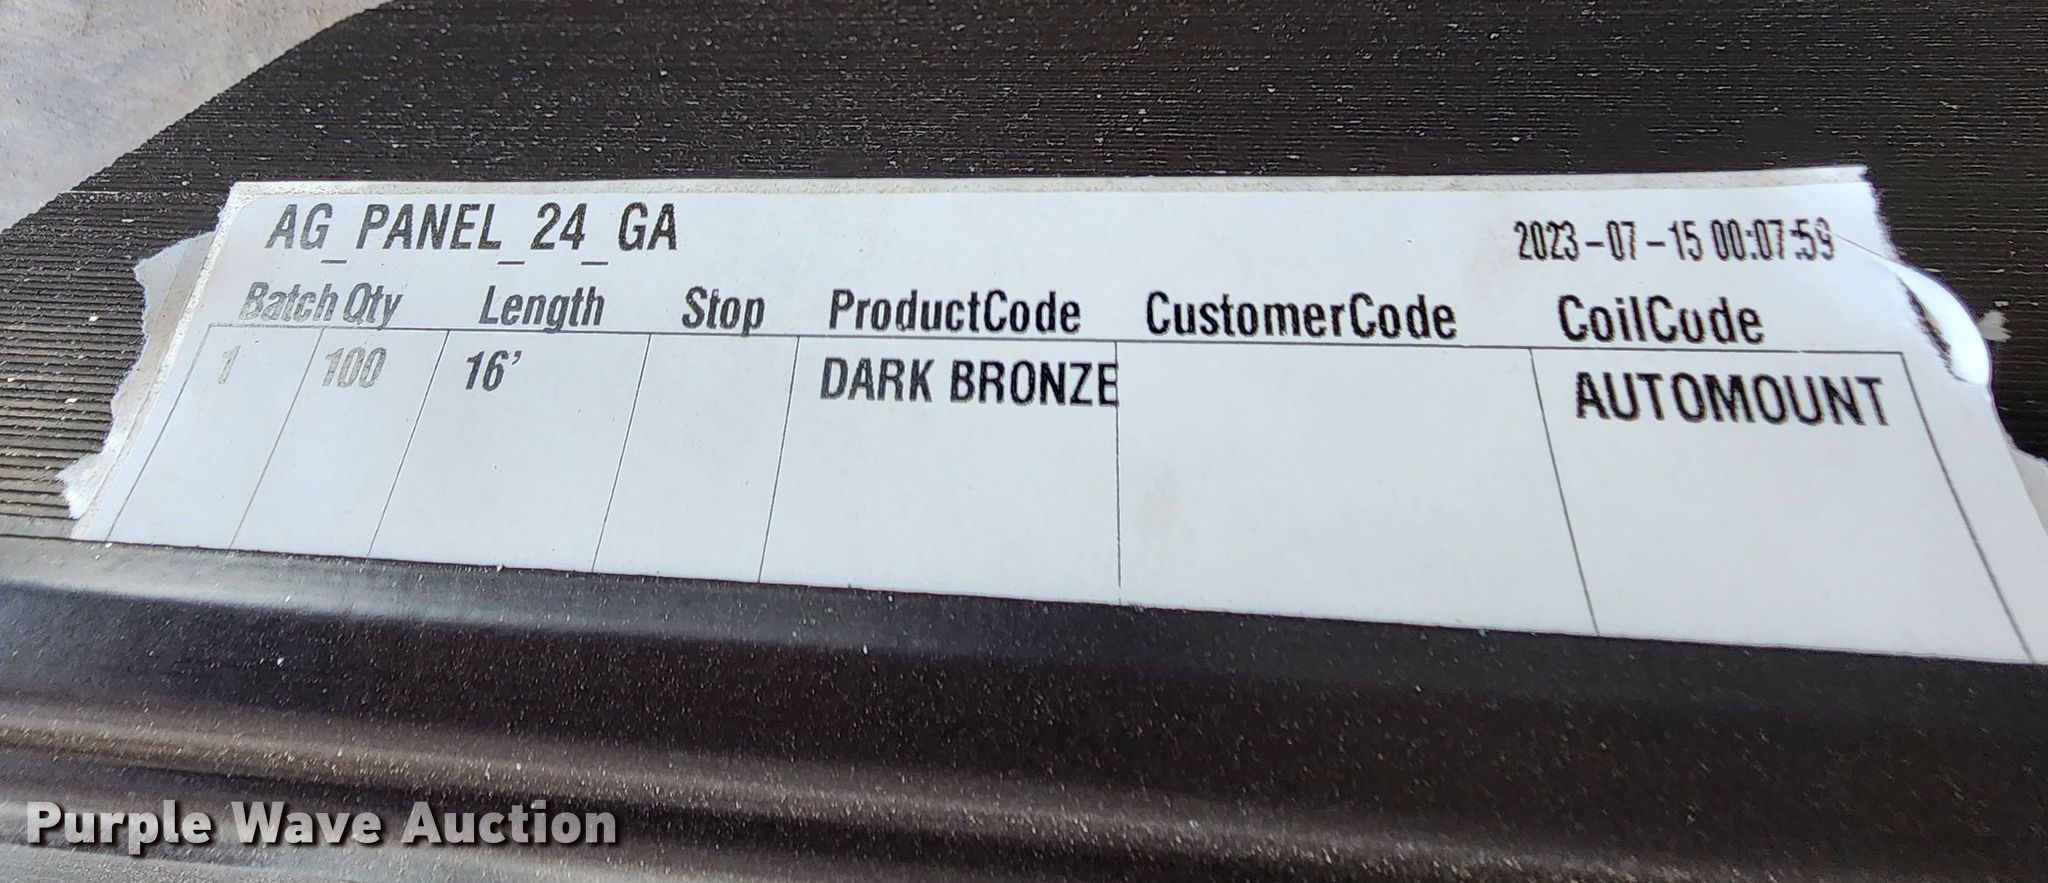 AG_PANEL_24_GA 2023-07-15 00:07:59
Batch Qty Length Stop ProductCode CustomerCode CoilCode
1 100 16' DARK BRONZE AUTOMOUNT
Purple Wave Auction